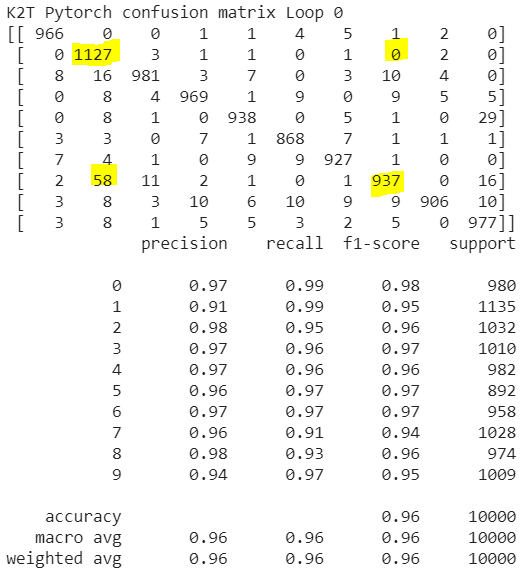 K2T Pytorch confusion matrix Loop 0
[[ 966 0 0 1 1 4 5 1 2 0]
[ 0 1127 3 1 1 0 1 0 2 0]
[ 8 16 981 3 7 0 3 10 4 0]
[ 0 8 4 969 1 9 0 9 5 5]
[ 0 8 1 0 938 0 5 1 0 29]
[ 3 3 0 7 1 868 7 1 1 1]
[ 7 4 1 0 9 9 927 1 0 0]
[ 2 58 11 2 1 0 1 937 0 16]
[ 3 8 3 10 6 10 9 9 906 10]
[ 3 8 1 5 5 3 2 5 0 977]]
precision recall f1-score support
0 0.97 0.99 0.98 980
1 0.91 0.99 0.95 1135
2 0.98 0.95 0.96 1032
3 0.97 0.96 0.97 1010
4 0.97 0.96 0.96 982
5 0.96 0.97 0.97 892
6 0.97 0.97 0.97 958
7 0.96 0.91 0.94 1028
8 0.98 0.93 0.96 974
9 0.94 0.97 0.95 1009
accuracy 0.96 10000
macro avg 0.96 0.96 0.96 10000
weighted avg 0.96 0.96 0.96 10000